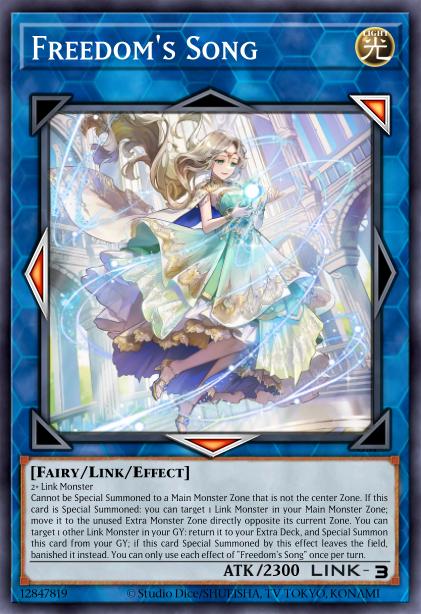 Freedom's Song
LIGHT
光
[Fairy/Link/Effect]
2+ Link Monster
Cannot be Special Summoned to a Main Monster Zone that is not the center Zone. If this
card is Special Summoned: you can target 1 Link Monster in your Main Monster Zone;
move it to the unused Extra Monster Zone directly opposite its current Zone. You can
target 1 other Link Monster in your GY: return it to your Extra Deck, and Special Summon
this card from your GY; if this card Special Summoned by this effect leaves the field,
banished it instead. You can only use each effect of "Freedom's Song" once per turn.
ATK/2300 LINK-3
12847819 © Studio Dice/SHUEISHA, TV TOKYO, KONAMI